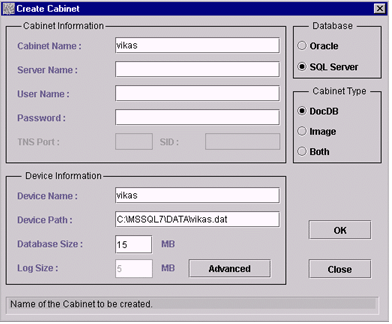 Create Cabinet
Cabinet Information
Cabinet Name : vikas
Server Name :
User Name :
Password :
TNS Port : SID :
Database
Oracle
SQL Server
Cabinet Type
DocDB
Image
Both
Device Information
Device Name : vikas
Device Path : C:\MSSQL7\DATA\vikas.dat
Database Size : 15 MB
Log Size : 5 MB Advanced
OK
Close
Name of the Cabinet to be created.